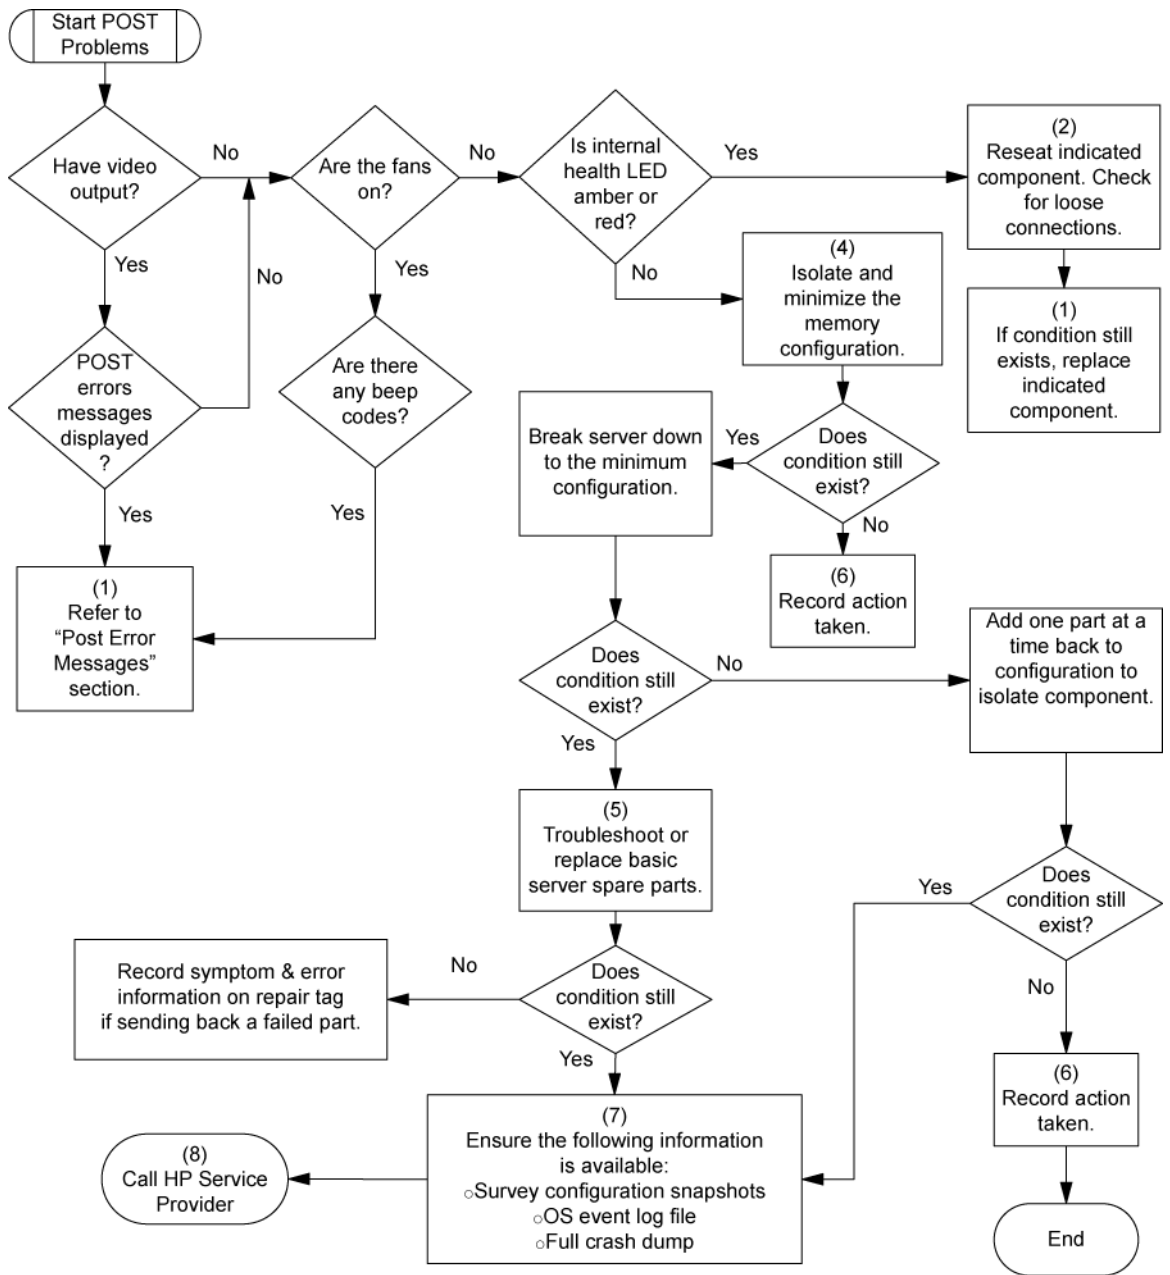 Start POST
Problems
Have video
output?
No
Are the fans
on?
No
Is internal
health LED
amber or
red?
Yes
(2)
Reseat indicated
component. Check
for loose
connections.
Yes
No
Yes
No
(4)
Isolate and
minimize the
memory
configuration.
(1)
If condition still
exists, replace
indicated
component.
POST
errors
messages
displayed
?
Are there
any beep
codes?
Break server down
to the minimum
configuration.
Yes
Does
condition still
exist?
Yes
Yes
No
(1)
Refer to
“Post Error
Messages”
section.
(6)
Record action
taken.
Does
condition still
exist?
No
Add one part at a
time back to
configuration to
isolate component.
Yes
(5)
Troubleshoot or
replace basic
server spare parts.
Yes
Does
condition still
exist?
Record symptom & error
information on repair tag
if sending back a failed part.
No
Does
condition still
exist?
No
Yes
(6)
Record action
taken.
(7)
Ensure the following information
is available:
○Survey configuration snapshots
○OS event log file
○Full crash dump
(8)
Call HP Service
Provider
End